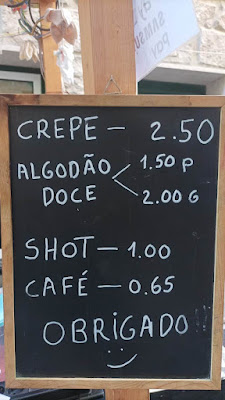 CREPE — 2.50
ALGODÃO DOCE < 1.50 P
2.00 G
SHOT — 1.00
CAFÉ — 0.65
OBRIGADO!!